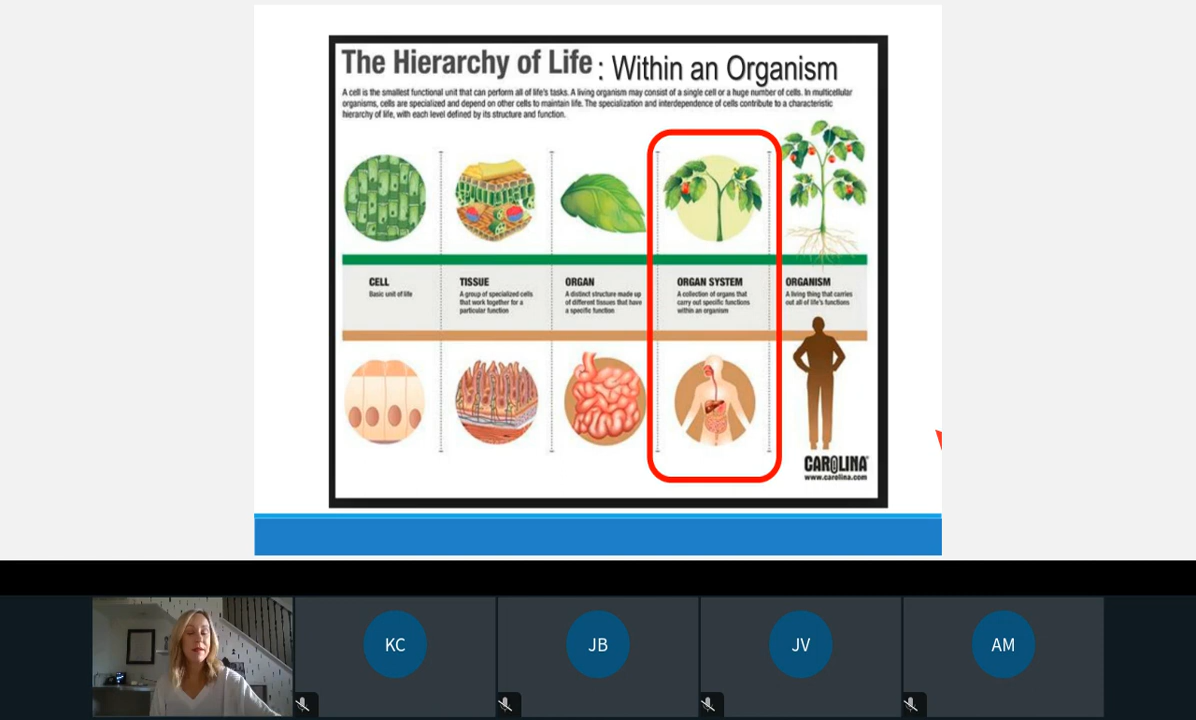 The Hierarchy of Life : Within an Organism
A cell is the smallest functional unit that can perform all of life's tasks. A living organism may consist of a single cell or a huge number of cells. In multicellular
organisms, cells are specialized and depend on other cells to maintain life. The specialization and interdependence of cells contribute to a characteristic
hierarchy of life, with each level defined by its structure and function.
CELL
Basic unit of life
TISSUE
A group of specialized cells
that work together for a
particular function
ORGAN
A distinct structure made up
of different tissues that have
a specific function
ORGAN SYSTEM
A collection of organs that
carry out specific functions
within an organism
ORGANISM
A living thing that carries
out all of life's functions
CAROLINA®
www.carolina.com
KC
JB
JV
AM